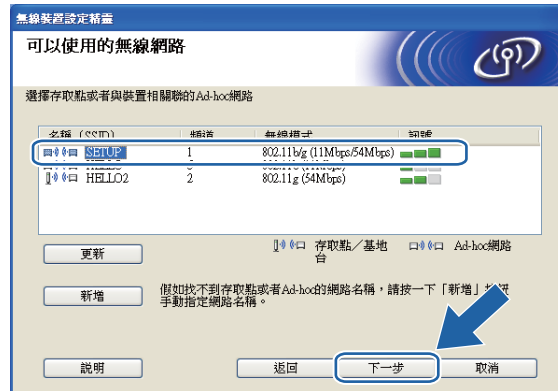 無線裝置設定精靈
可以使用的無線網路
選擇存取點或者與裝置相關聯的Ad-hoc網路
名稱 (SSID) 頻道 無線模式 訊號
SETUP 1 802.11b/g (11Mbps/54Mbps)
HELLO2 2 802.11g (54Mbps)
存取點／基地台 Ad-hoc網路
更新
新增
假如找不到存取點或者Ad-hoc的網路名稱，請按一下「新增」
手動指定網路名稱。
説明 返回 下一步 取消